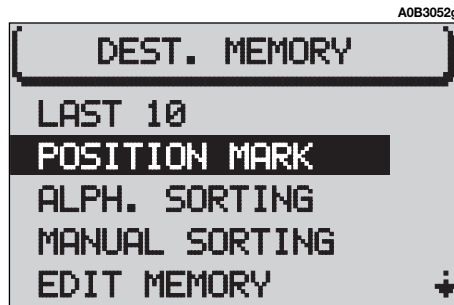 A0B3052g
DEST. MEMORY
LAST 10
POSITION MARK
ALPH. SORTING
MANUAL SORTING
EDIT MEMORY